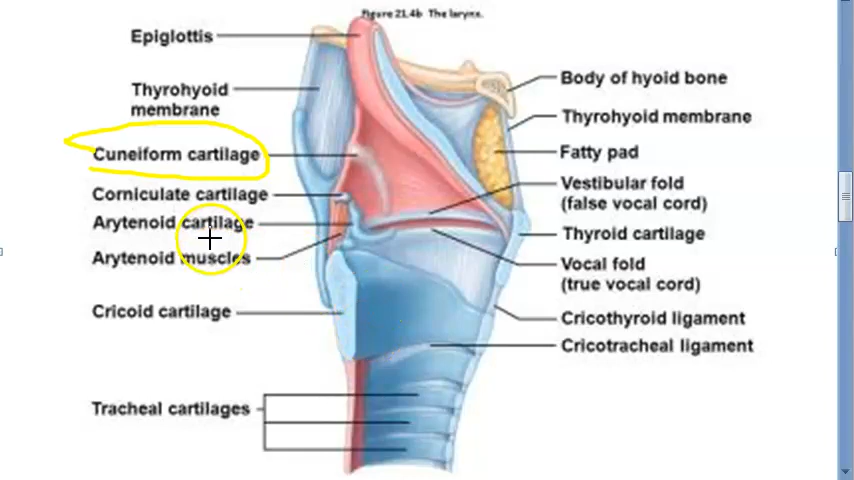 Figure 21.4b The larynx.
Epiglottis
Thyrohyoid
membrane
Cuneiform cartilage
Corniculate cartilage
Arytenoid cartilage
Arytenoid muscles
Cricoid cartilage
Tracheal cartilages
Body of hyoid bone
Thyrohyoid membrane
Fatty pad
Vestibular fold
(false vocal cord)
Thyroid cartilage
Vocal fold
(true vocal cord)
Cricothyroid ligament
Cricotracheal ligament